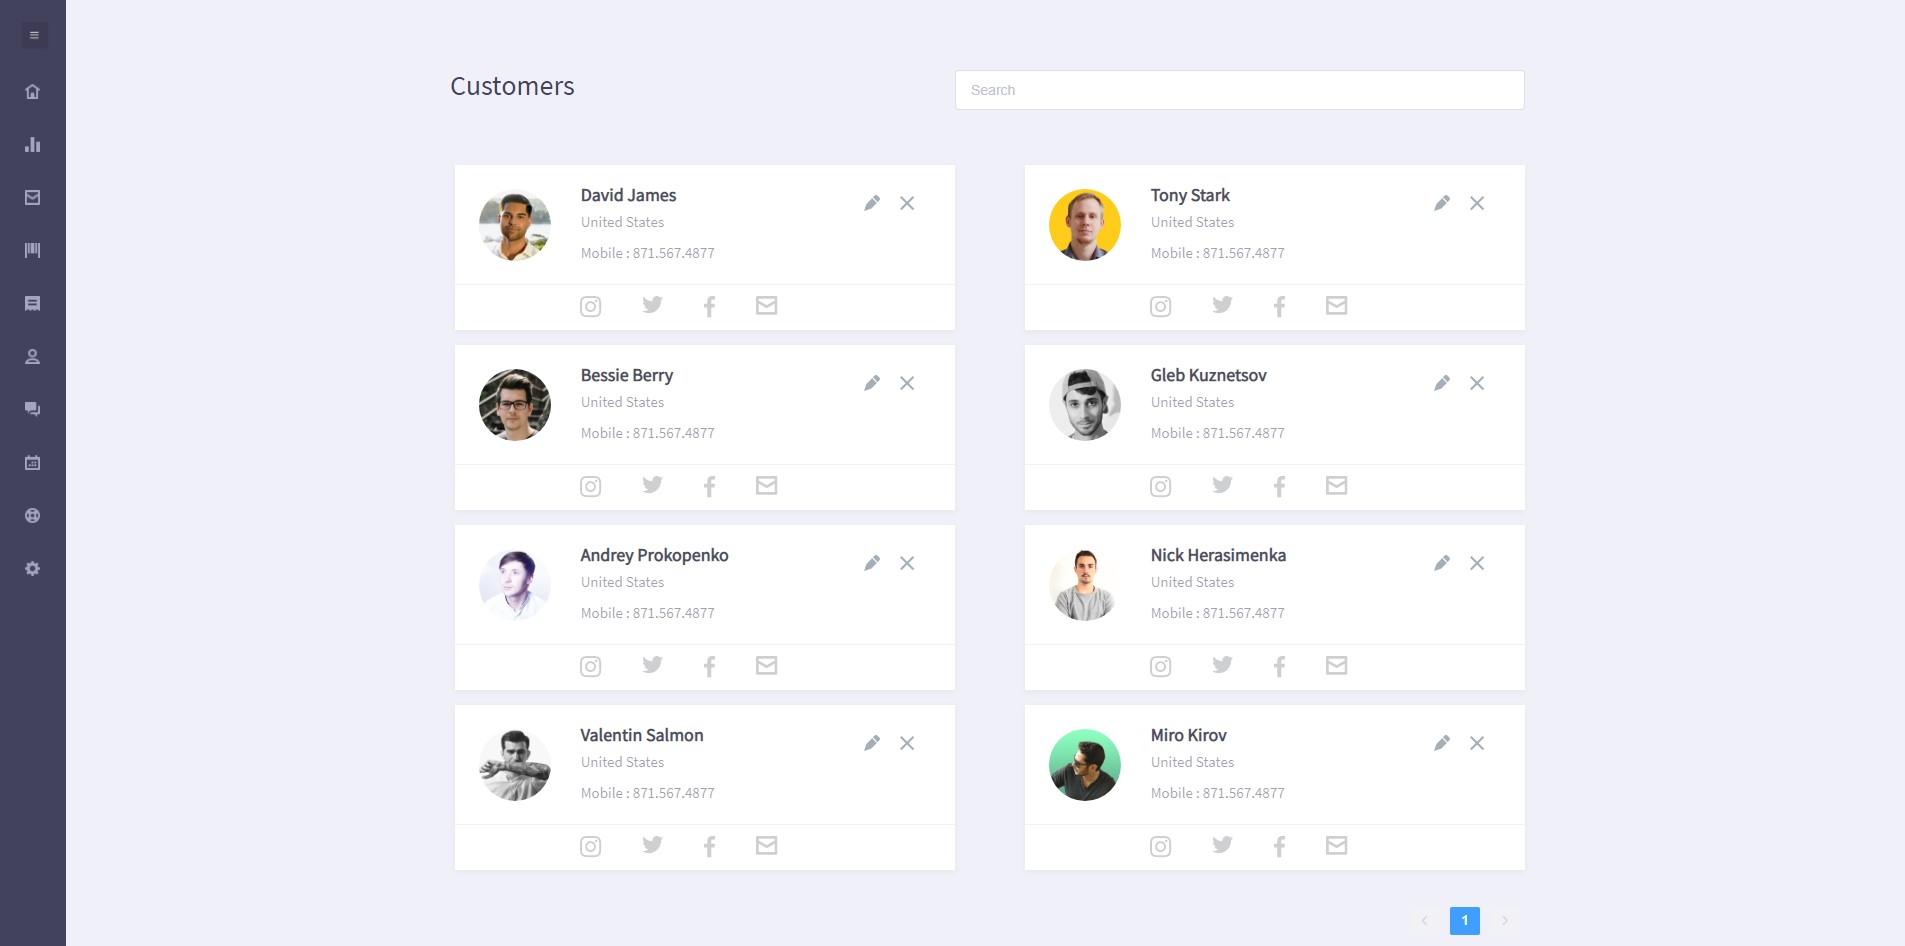 Customers
Search
David James
United States
Mobile : 871.567.4877
Tony Stark
United States
Mobile : 871.567.4877
Bessie Berry
United States
Mobile : 871.567.4877
Gleb Kuznetsov
United States
Mobile : 871.567.4877
Andrey Prokopenko
United States
Mobile : 871.567.4877
Nick Herasimenka
United States
Mobile : 871.567.4877
Valentin Salmon
United States
Mobile : 871.567.4877
Miro Kirov
United States
Mobile : 871.567.4877
1